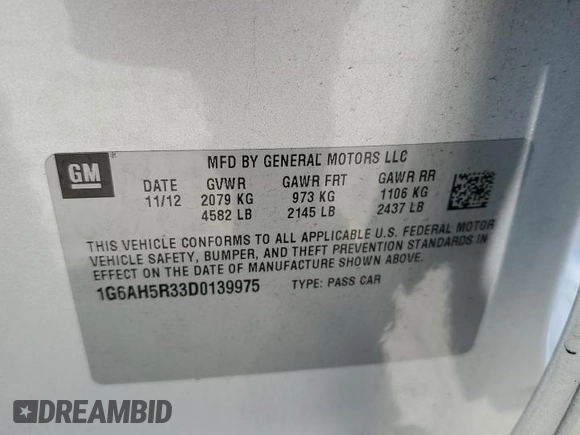 GM
MFD BY GENERAL MOTORS LLC
DATE GVWR GAWR FRT GAWR RR
11/12 2079 KG 973 KG 1106 KG
4582 LB 2145 LB 2437 LB
THIS VEHICLE CONFORMS TO ALL APPLICABLE U.S. FEDERAL MOTOR
VEHICLE SAFETY, BUMPER, AND THEFT PREVENTION STANDARDS IN
EFFECT ON THE DATE OF MANUFACTURE SHOWN ABOVE.
1G6AH5R33D0139975 TYPE: PASS CAR
DREAMBID